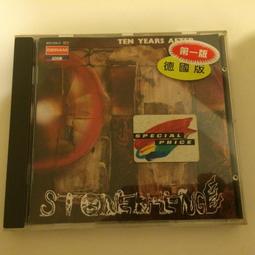 TEN YEARS AFTER
DERAM
第一版
德國版
SPECIAL
PRICE
STONEHENGE